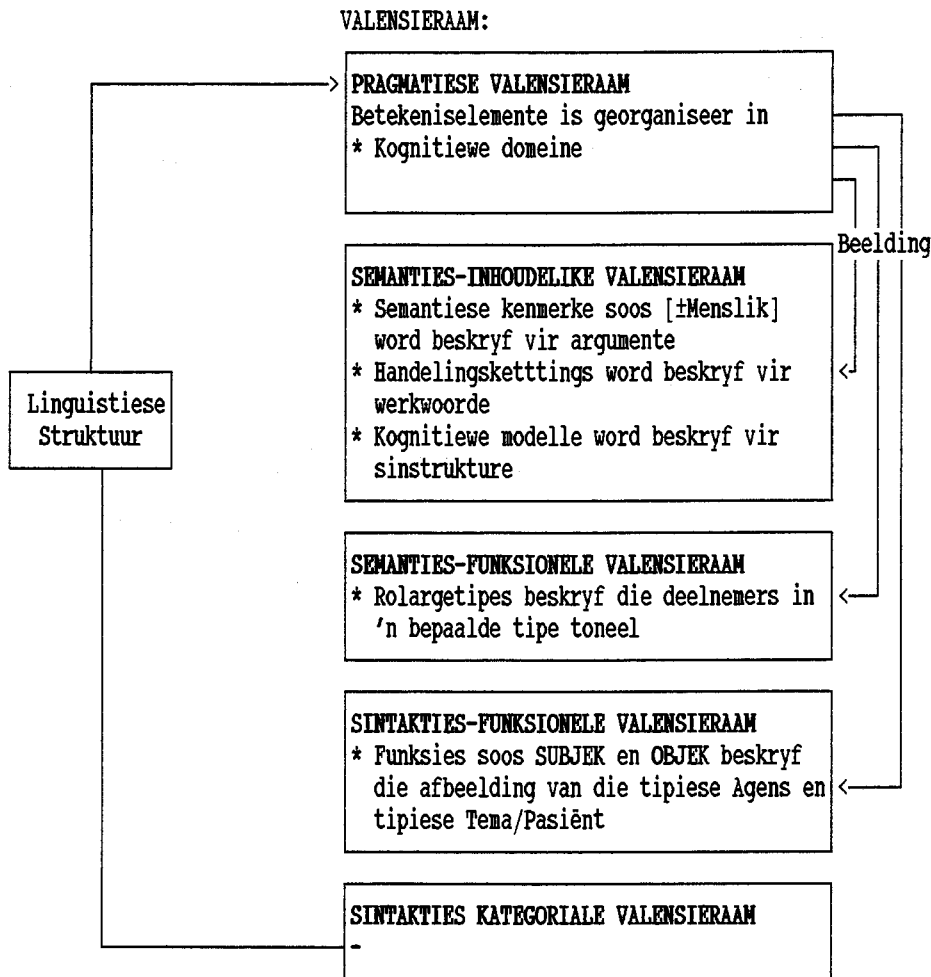 VALENSIERAAM:
PRAGMATIESE VALENSIERAAM
Betekeniselemente is georganiseer in
* Kognitiewe domeine
Beelding
SEMANTIES-INHOUDELIKE VALENSIERAAM
* Semantiese kenmerke soos [±Menslik]
word beskryf vir argumente
* Handelingsketttings word beskryf vir
werkwoorde
* Kognitiewe modelle word beskryf vir
sinstrukture
Linguistiese
Struktuur
SEMANTIES-FUNKSIONELE VALENSIERAAM
* Rolargetipes beskryf die deelnemers in
'n bepaalde tipe toneel
SINTAKTIES-FUNKSIONELE VALENSIERAAM
* Funksies soos SUBJEK en OBJEK beskryf
die afbeelding van die tipiese Agens en
tipiese Tema/Pasiënt
SINTAKTIES KATEGORIALE VALENSIERAAM
-